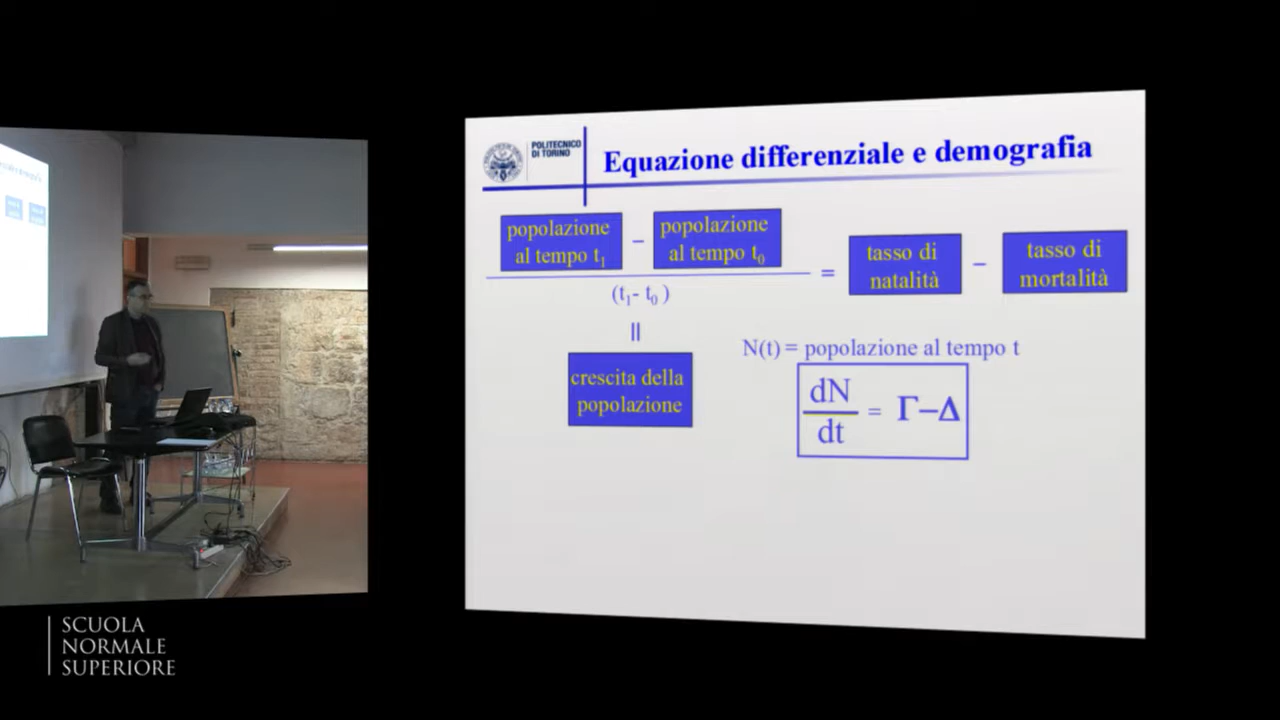 POLITECNICO
DI TORINO
Equazione differenziale e demografia
popolazione
al tempo t₁
–
popolazione
al tempo t₀
(t₁- t₀ )
=
tasso di
natalità
–
tasso di
mortalità
=
crescita della
popolazione
N(t) = popolazione al tempo t
dN
dt
= Γ–Δ
SCUOLA
NORMALE
SUPERIORE